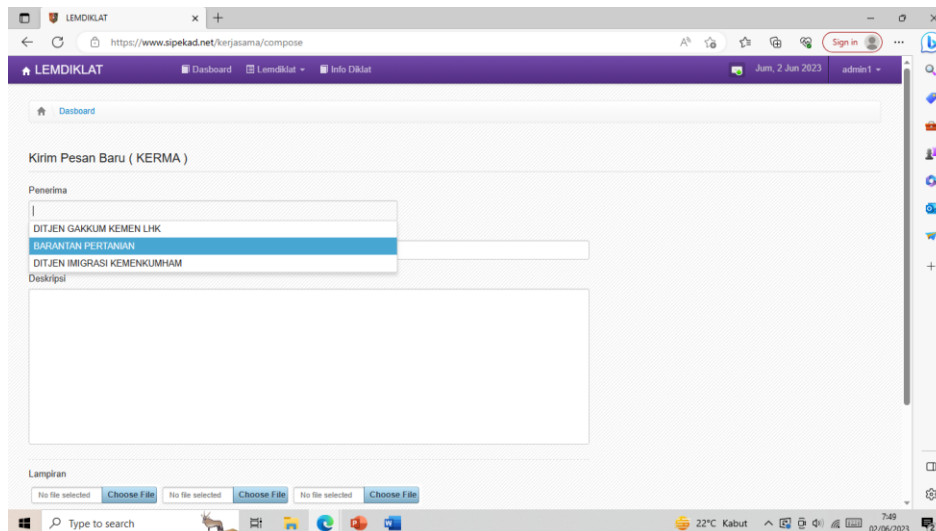 LEMDIKLAT
https://www.sipekad.net/kerjasama/compose
Sign in
LEMDIKLAT Dasboard Lemdiklat Info Diklat Jum, 2 Jun 2023 admin1
Dasboard
Kirim Pesan Baru ( KERMA )
Penerima
DITJEN GAKKUM KEMEN LHK
BARANTAN PERTANIAN
DITJEN IMIGRASI KEMENKUMHAM
Deskripsi
Lampiran
No file selected Choose File No file selected Choose File No file selected Choose File
Type to search 22°C Kabut 7:49
02/06/2023